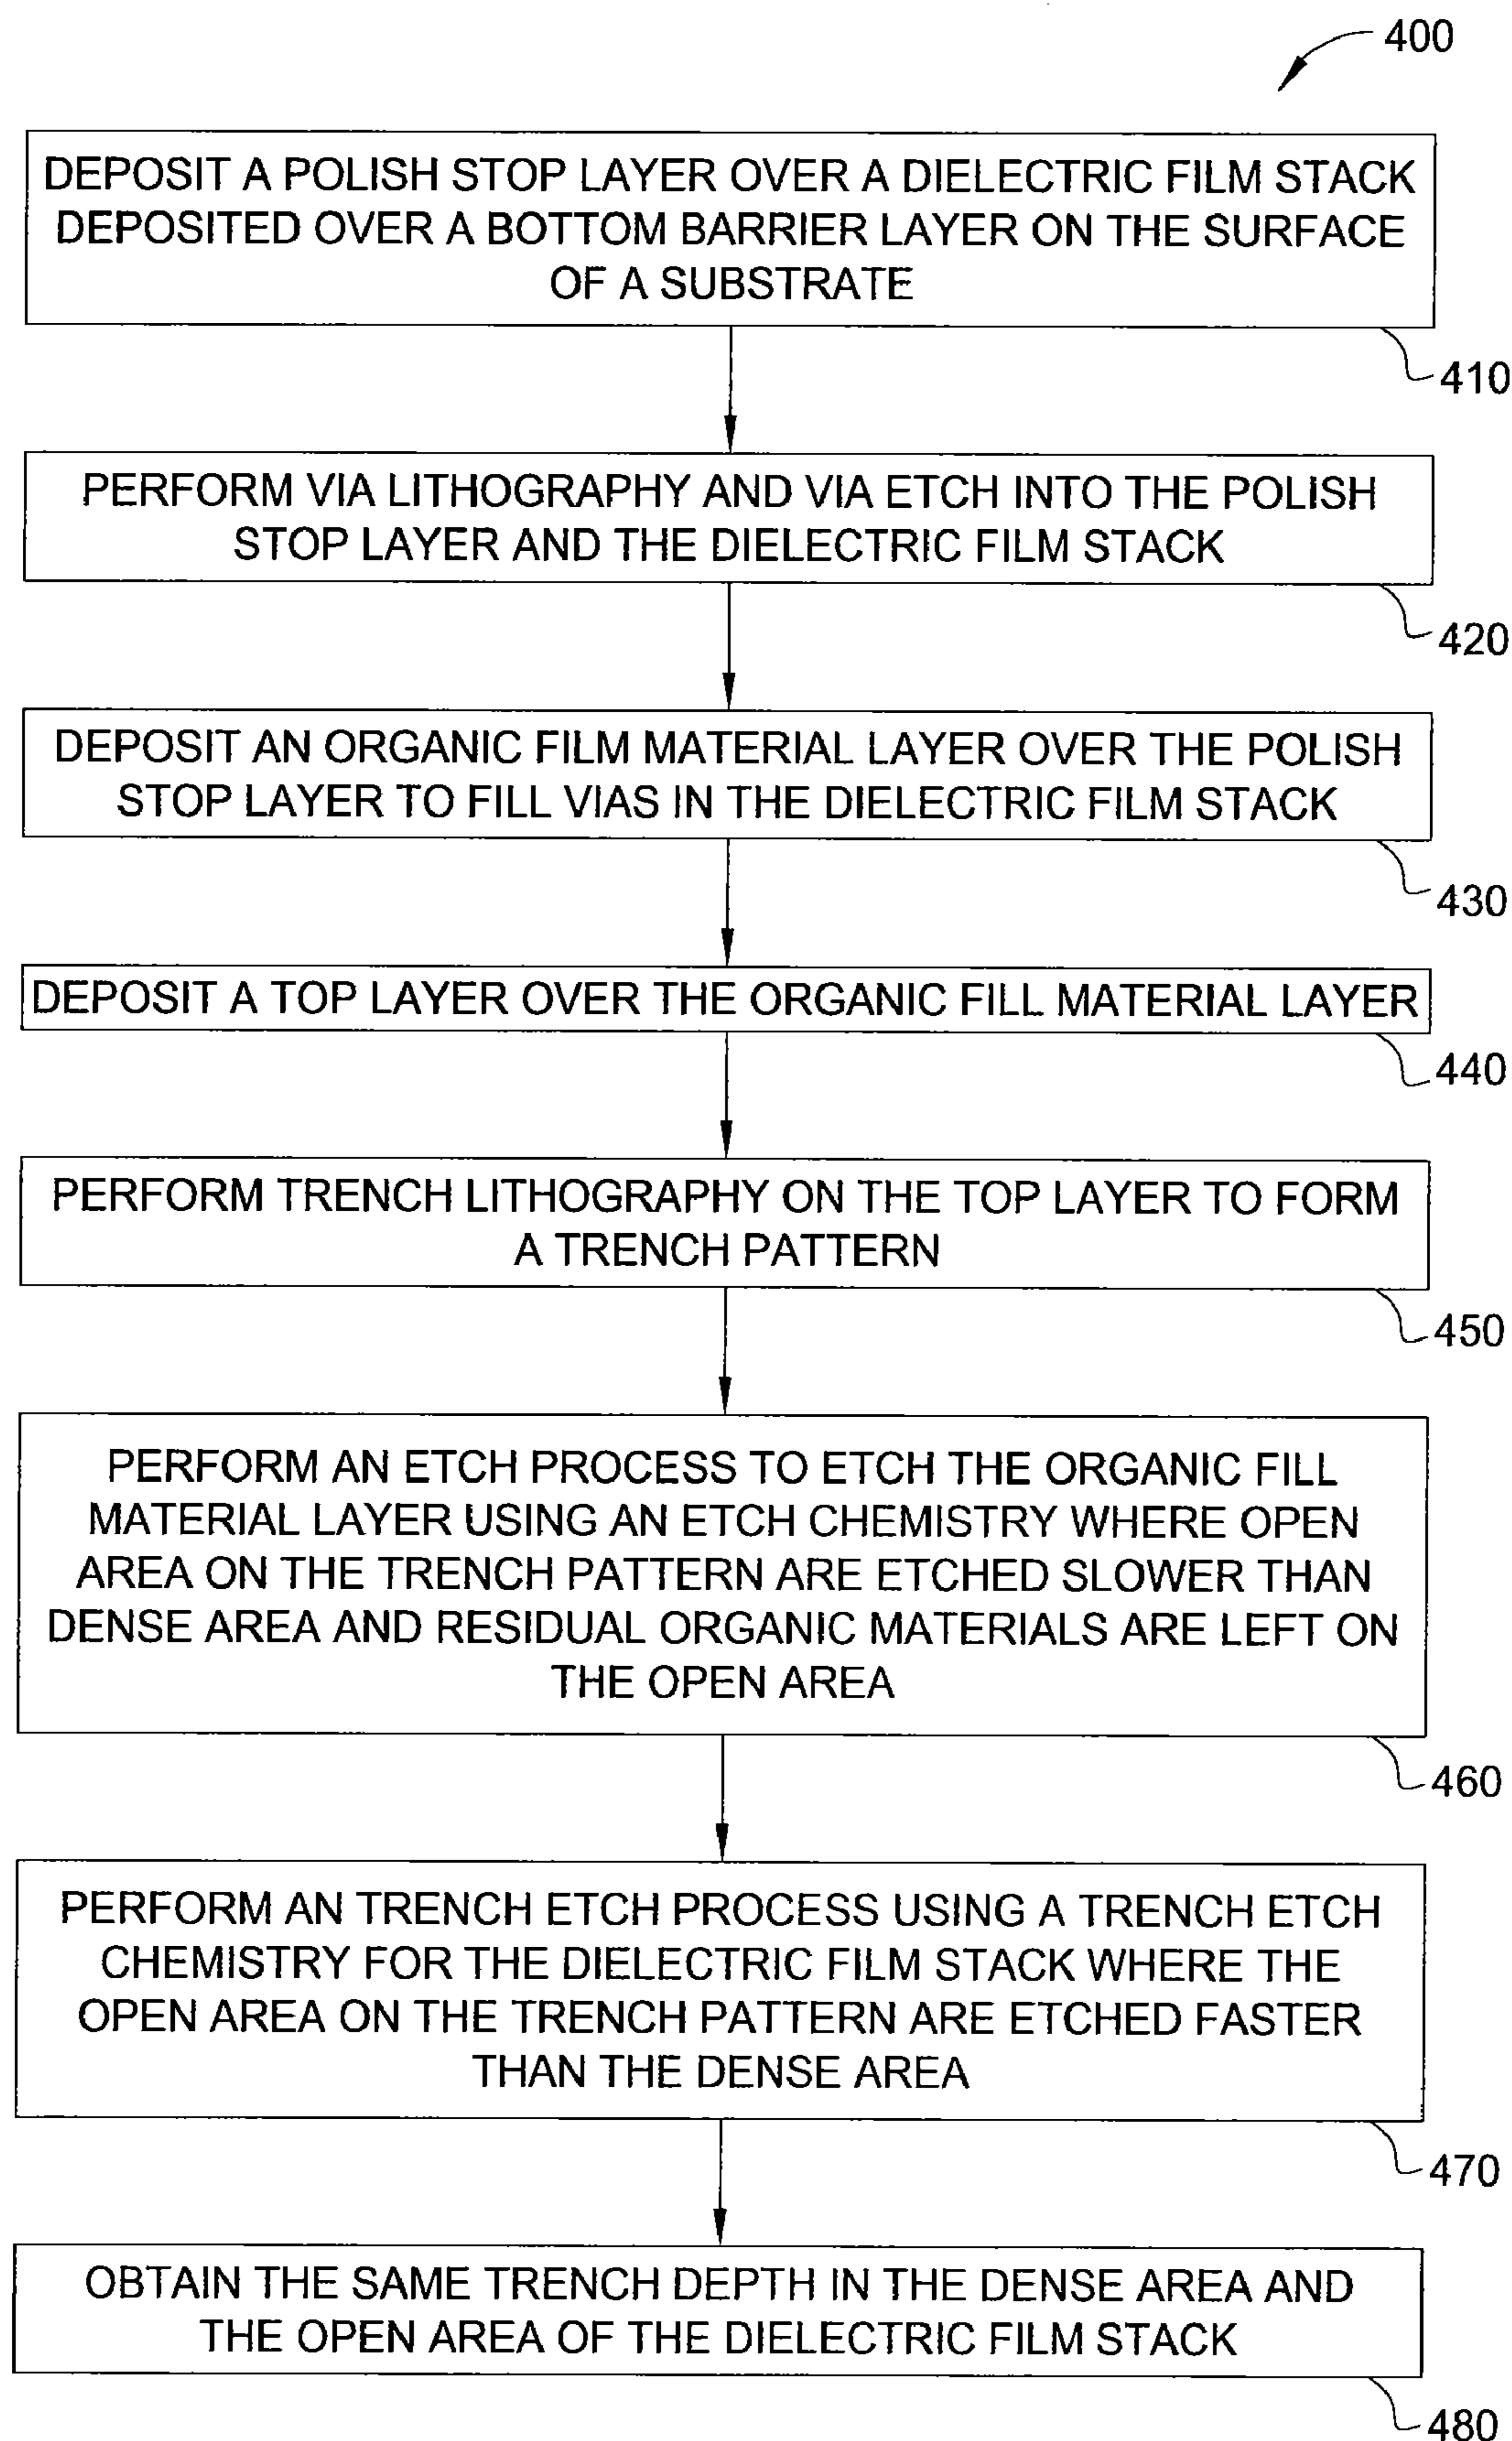 400
DEPOSIT A POLISH STOP LAYER OVER A DIELECTRIC FILM STACK
DEPOSITED OVER A BOTTOM BARRIER LAYER ON THE SURFACE
OF A SUBSTRATE
410
PERFORM VIA LITHOGRAPHY AND VIA ETCH INTO THE POLISH
STOP LAYER AND THE DIELECTRIC FILM STACK
420
DEPOSIT AN ORGANIC FILM MATERIAL LAYER OVER THE POLISH
STOP LAYER TO FILL VIAS IN THE DIELECTRIC FILM STACK
430
DEPOSIT A TOP LAYER OVER THE ORGANIC FILL MATERIAL LAYER
440
PERFORM TRENCH LITHOGRAPHY ON THE TOP LAYER TO FORM
A TRENCH PATTERN
450
PERFORM AN ETCH PROCESS TO ETCH THE ORGANIC FILL
MATERIAL LAYER USING AN ETCH CHEMISTRY WHERE OPEN
AREA ON THE TRENCH PATTERN ARE ETCHED SLOWER THAN
DENSE AREA AND RESIDUAL ORGANIC MATERIALS ARE LEFT ON
THE OPEN AREA
460
PERFORM AN TRENCH ETCH PROCESS USING A TRENCH ETCH
CHEMISTRY FOR THE DIELECTRIC FILM STACK WHERE THE
OPEN AREA ON THE TRENCH PATTERN ARE ETCHED FASTER
THAN THE DENSE AREA
470
OBTAIN THE SAME TRENCH DEPTH IN THE DENSE AREA AND
THE OPEN AREA OF THE DIELECTRIC FILM STACK
480